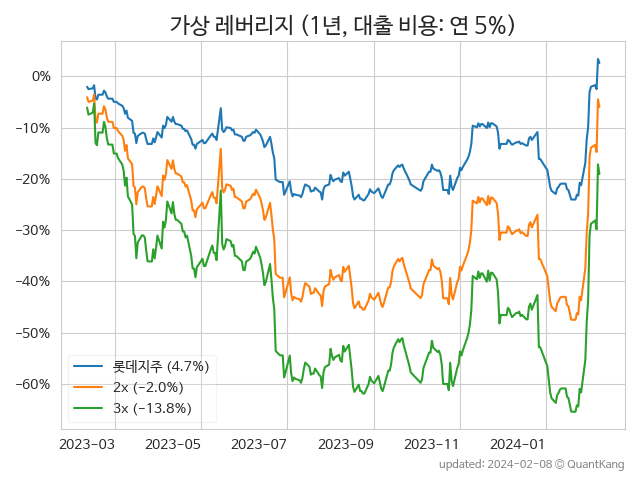 가상 레버리지 (1년, 대출 비용: 연 5%)
0%
−10%
−20%
−30%
−40%
−50%
−60%
롯데지주 (4.7%)
2x (−2.0%)
3x (−13.8%)
2023-03 2023-05 2023-07 2023-09 2023-11 2024-01
updated: 2024-02-08 © QuantKang